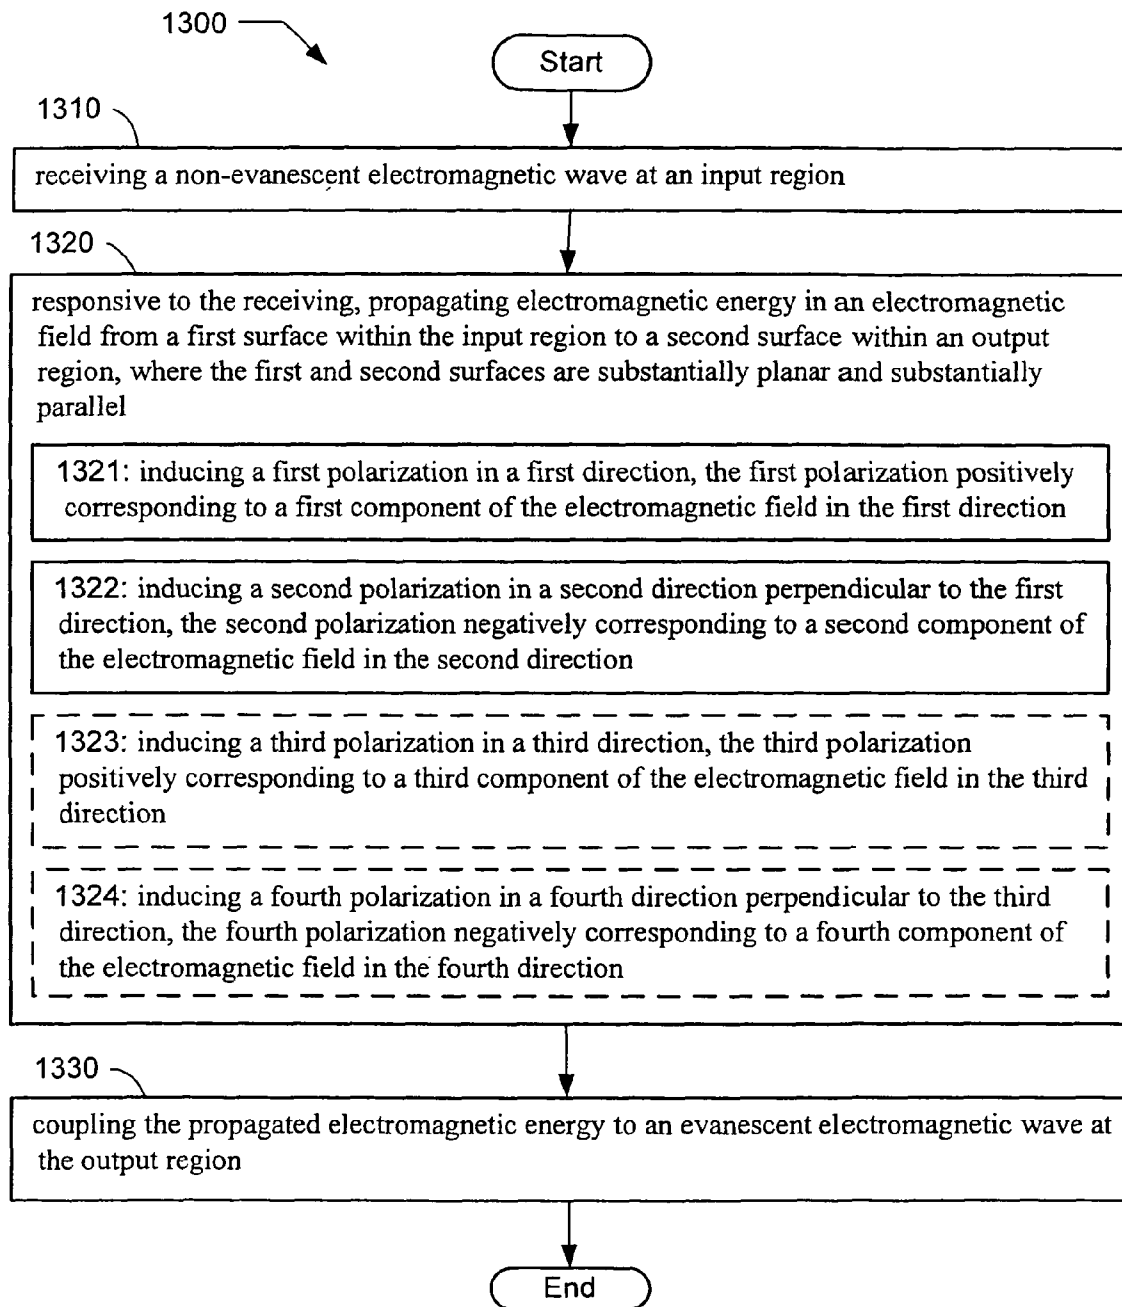 1300
Start
1310
receiving a non-evanescent electromagnetic wave at an input region
1320
responsive to the receiving, propagating electromagnetic energy in an electromagnetic
field from a first surface within the input region to a second surface within an output
region, where the first and second surfaces are substantially planar and substantially
parallel
1321: inducing a first polarization in a first direction, the first polarization positively
corresponding to a first component of the electromagnetic field in the first direction
1322: inducing a second polarization in a second direction perpendicular to the first
direction, the second polarization negatively corresponding to a second component of
the electromagnetic field in the second direction
1323: inducing a third polarization in a third direction, the third polarization
positively corresponding to a third component of the electromagnetic field in the third
direction
1324: inducing a fourth polarization in a fourth direction perpendicular to the third
direction, the fourth polarization negatively corresponding to a fourth component of
the electromagnetic field in the fourth direction
1330
coupling the propagated electromagnetic energy to an evanescent electromagnetic wave at
the output region
End